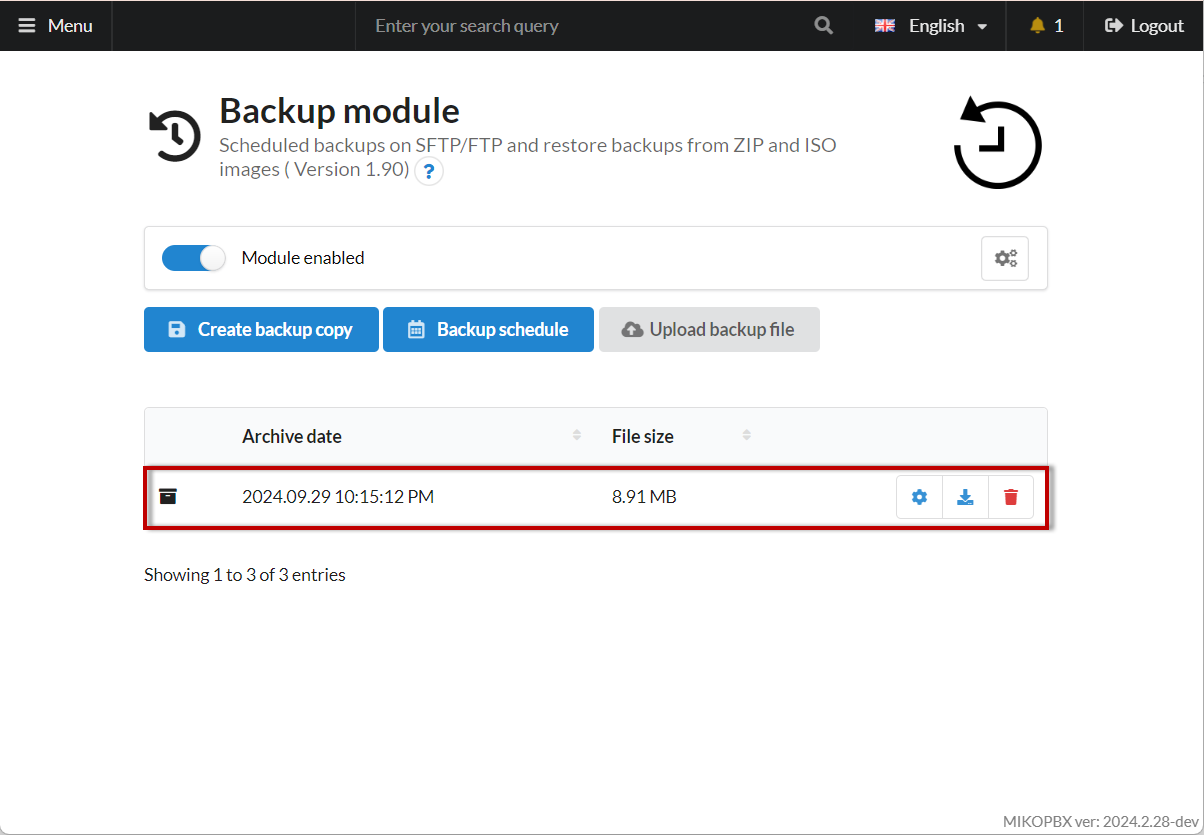 Menu
Enter your search query
English
1
Logout
Backup module
Scheduled backups on SFTP/FTP and restore backups from ZIP and ISO
images ( Version 1.90) ?
Module enabled
Create backup copy
Backup schedule
Upload backup file
Archive date
File size
2024.09.29 10:15:12 PM
8.91 MB
Showing 1 to 3 of 3 entries
MIKOPBX ver: 2024.2.28-dev